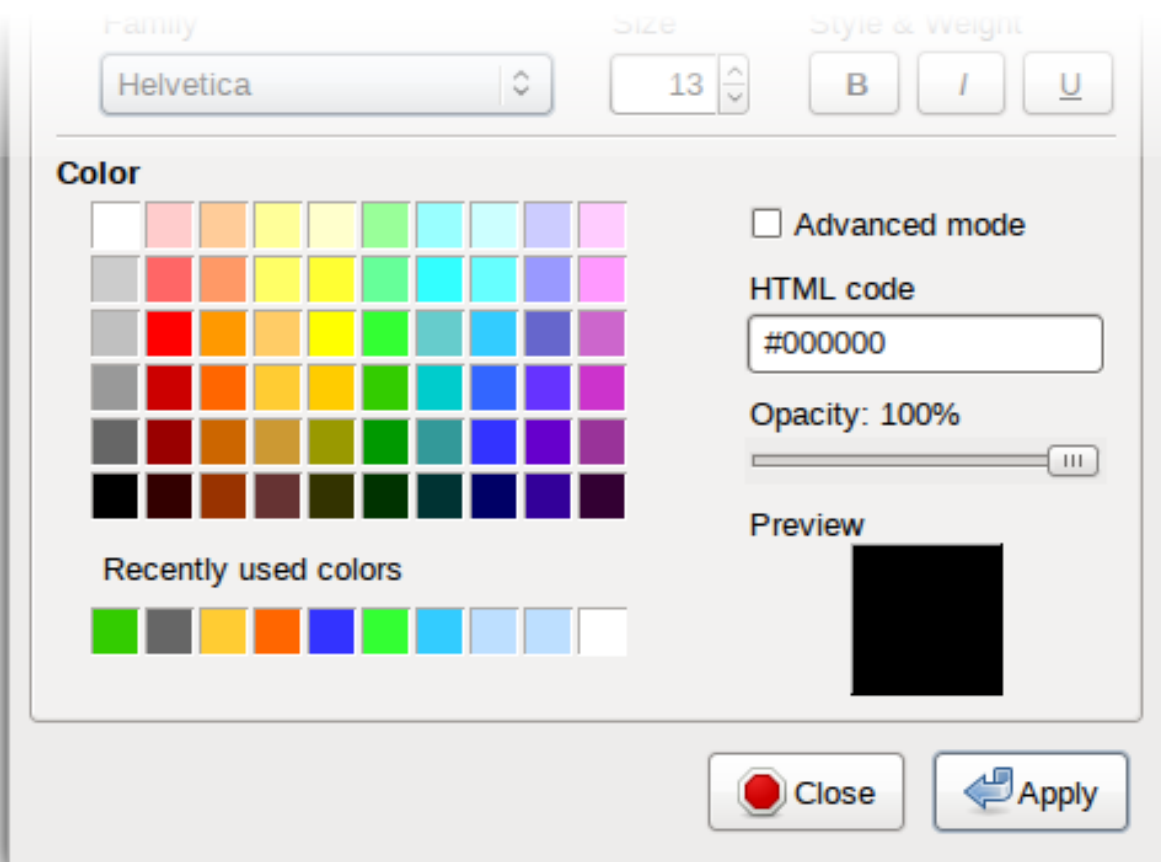 Family Size Style & Weight
Helvetica 13 B I U
Color
Advanced mode
HTML code
#000000
Opacity: 100%
Preview
Recently used colors
Close Apply